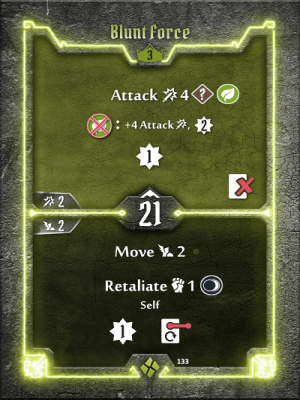 Blunt Force
3
Attack 4 ?
: +4 Attack , 2
1
2
21
2
Move 2
Retaliate 1
Self
1
133